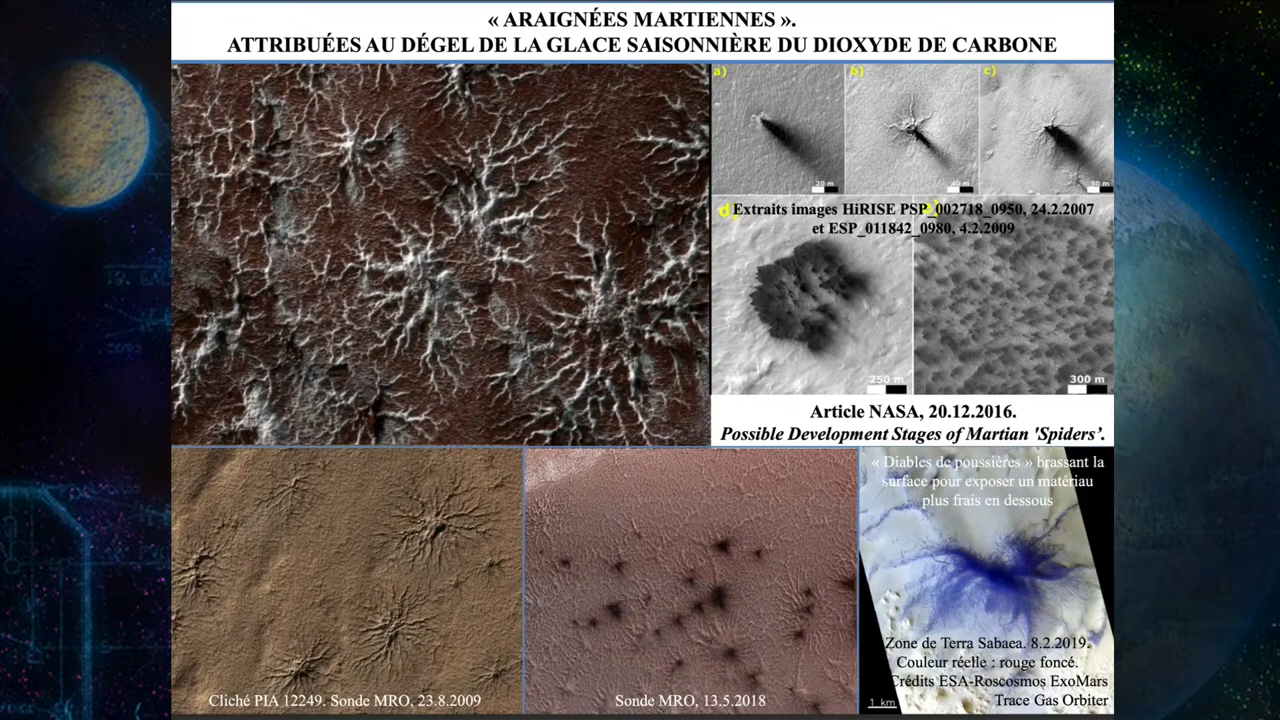 « ARAIGNÉES MARTIENNES ».
ATTRIBUÉES AU DÉGEL DE LA GLACE SAISONNIÈRE DU DIOXYDE DE CARBONE
a)
b)
c)
20 m
40 m
50 m
d)
Extraits images HiRISE PSP_002718_0950, 24.2.2007
et ESP_011842_0980, 4.2.2009
250 m
300 m
Article NASA, 20.12.2016.
Possible Development Stages of Martian 'Spiders’.
« Diables de poussières » brassant la
surface pour exposer un matériau
plus frais en dessous
Cliché PIA 12249. Sonde MRO, 23.8.2009
Sonde MRO, 13.5.2018
Zone de Terra Sabaea. 8.2.2019.
Couleur réelle : rouge foncé.
Crédits ESA-Roscosmos ExoMars
Trace Gas Orbiter
1 km